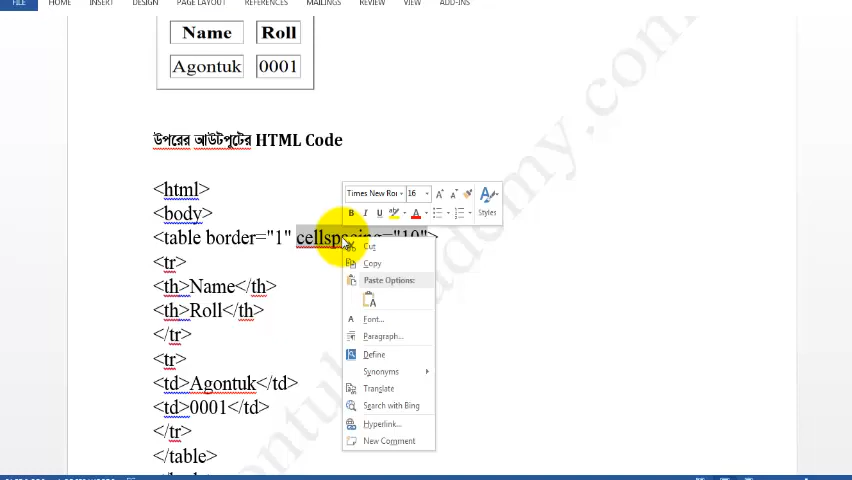 FILE HOME INSERT DESIGN PAGE LAYOUT REFERENCES MAILINGS REVIEW VIEW ADD-INS
Name Roll
Agontuk 0001
উপরের আউটপুটের HTML Code
<html>
<body>
<table border="1" cellspacing="10">
<tr>
<th>Name</th>
<th>Roll</th>
</tr>
<tr>
<td>Agontuk</td>
<td>0001</td>
</tr>
</table>
Times New Ro 16
B I U ab A Styles
Cut
Copy
Paste Options:
A
A Font...
Paragraph...
Define
Synonyms
Translate
Search with Bing
Hyperlink...
New Comment